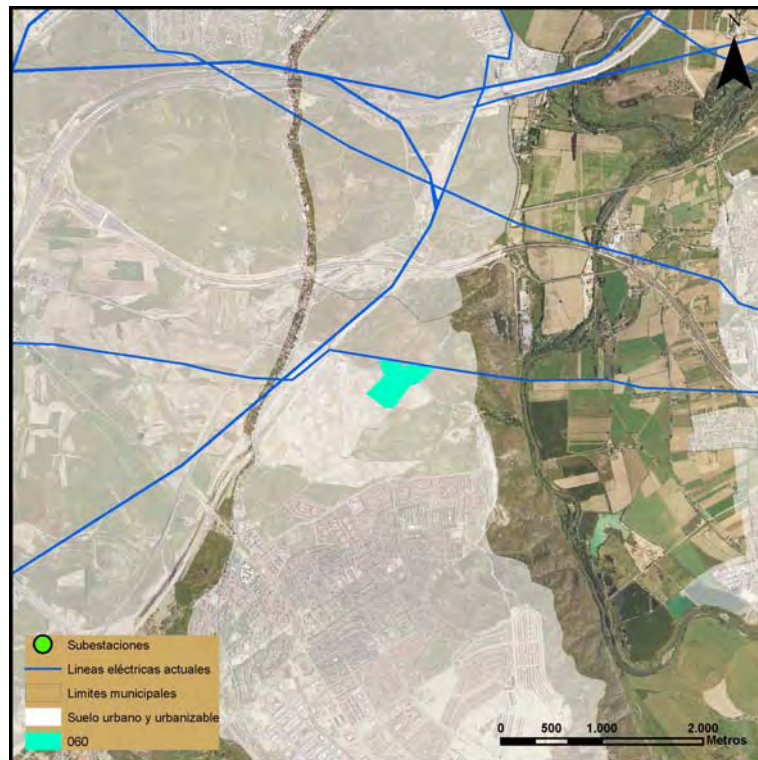 N
Subestaciones
Lineas eléctricas actuales
Limites municipales
Suelo urbano y urbanizable
060
0 500 1.000 2.000
Metros